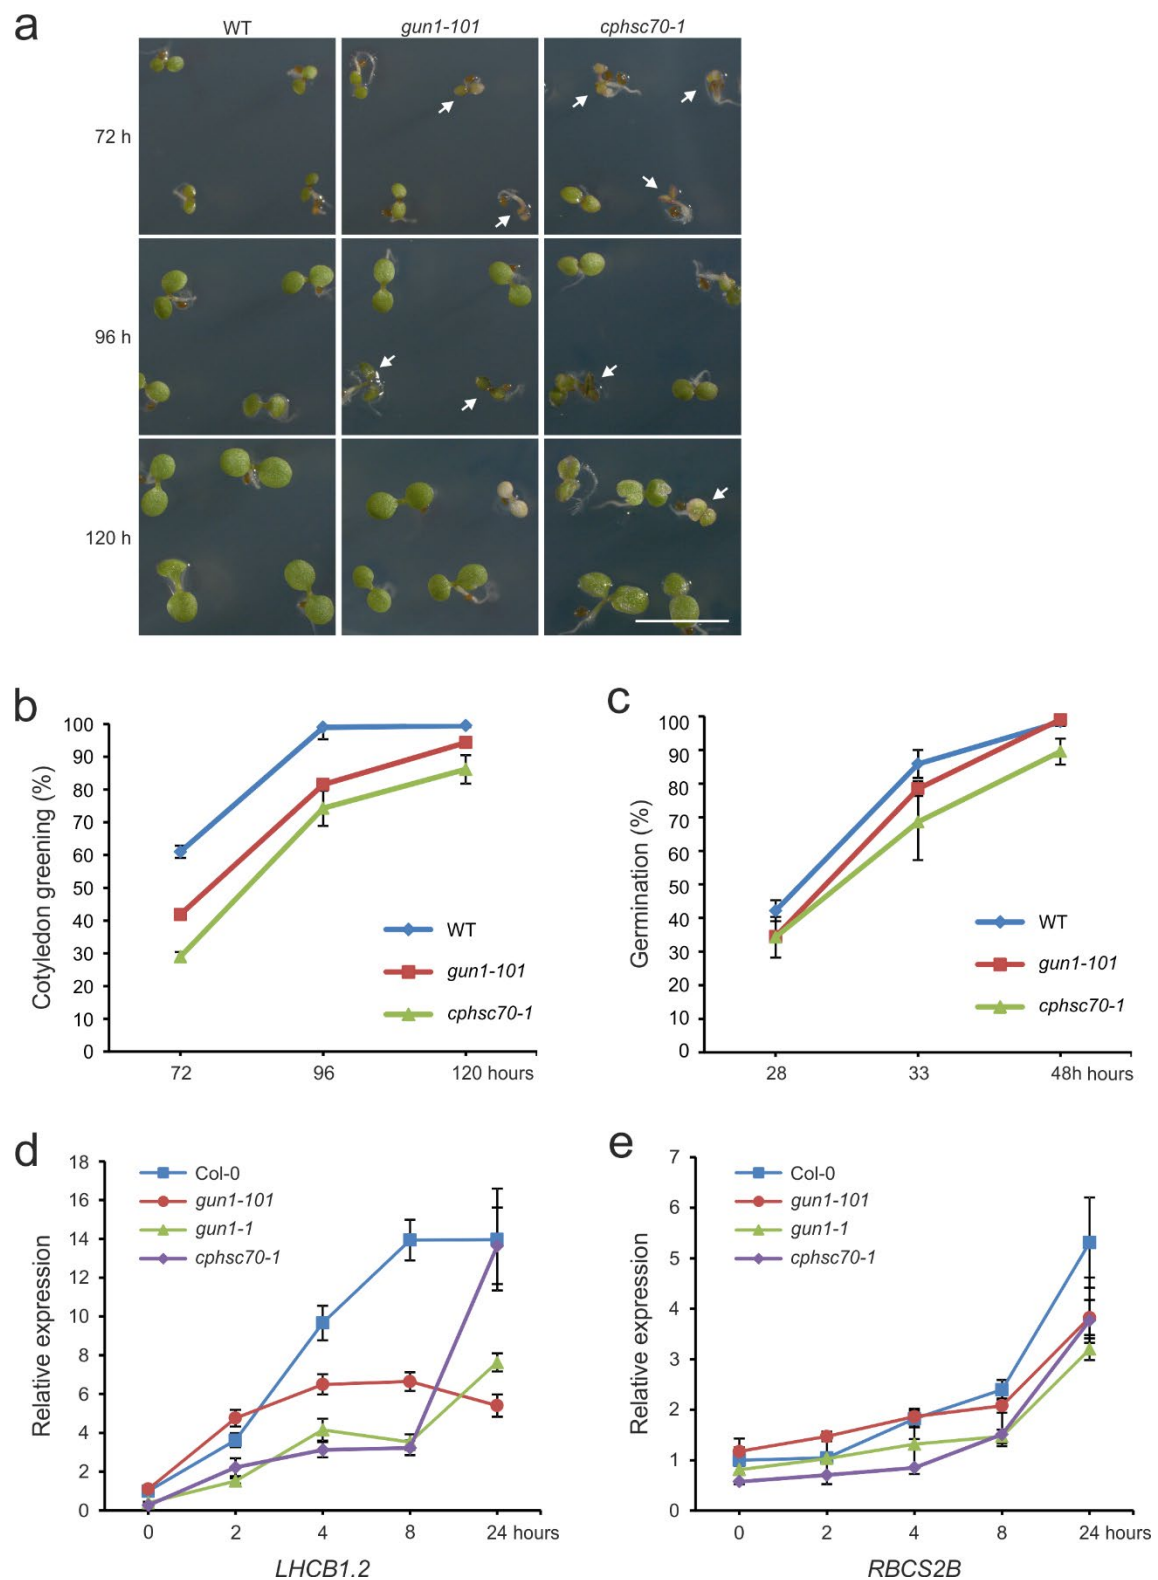 a
WT gun1-101 cphsc70-1
72 h
96 h
120 h
b
Cotyledon greening (%)
100
90
80
70
60
50
40
30
20
10
0
WT
gun1-101
cphsc70-1
72 96 120 hours
c
Germination (%)
100
90
80
70
60
50
40
30
20
10
0
WT
gun1-101
cphsc70-1
28 33 48h hours
d
Relative expression
18
16
14
12
10
8
6
4
2
0
Col-0
gun1-101
gun1-1
cphsc70-1
0 2 4 8 24 hours
LHCB1.2
e
Relative expression
7
6
5
4
3
2
1
0
Col-0
gun1-101
gun1-1
cphsc70-1
0 2 4 8 24 hours
RBCS2B